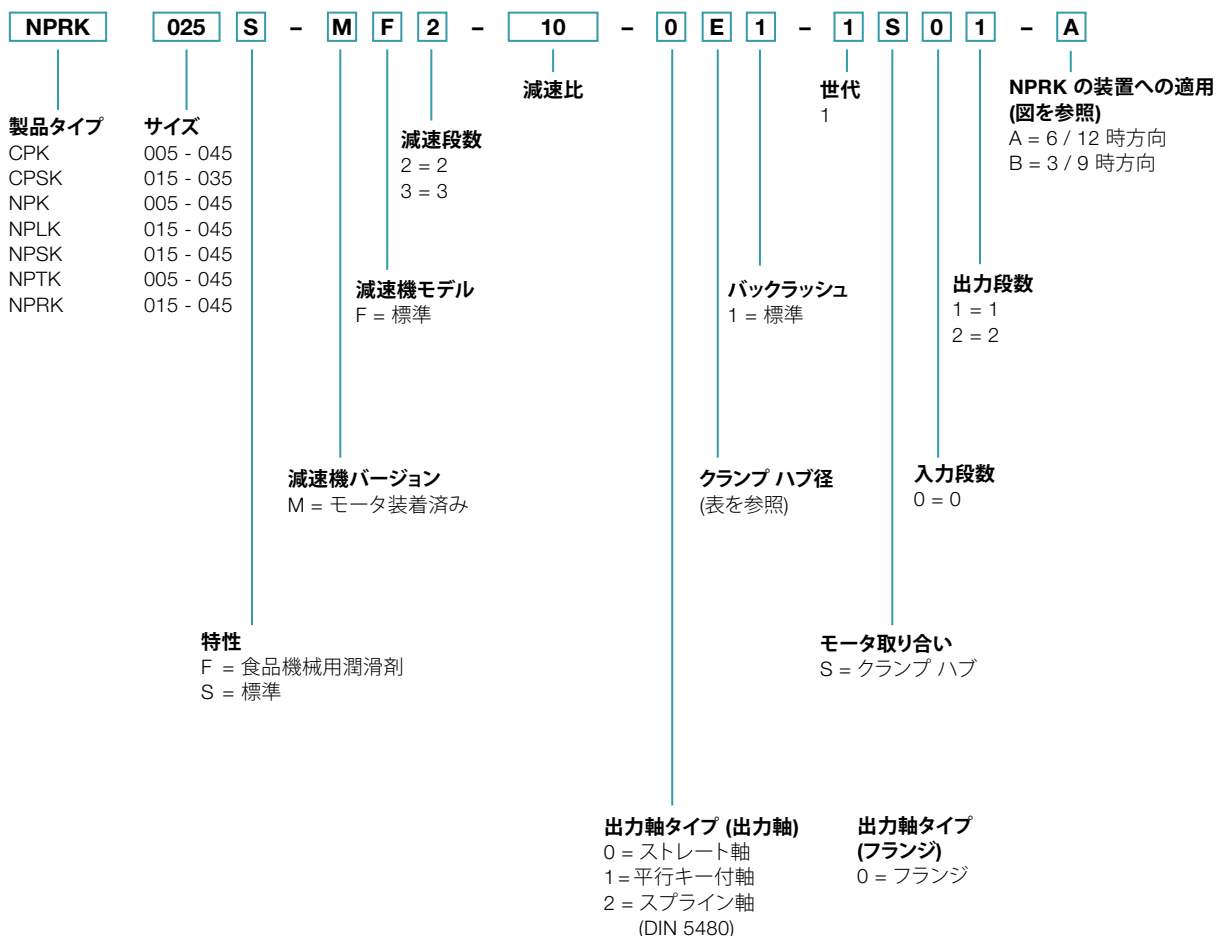 NPRK 025 S – M F 2 – 10 – 0 E 1 – 1 S 0 1 – A
製品タイプ
CPK
CPSK
NPK
NPLK
NPSK
NPTK
NPRK
サイズ
005 - 045
015 - 035
005 - 045
015 - 045
015 - 045
005 - 045
015 - 045
特性
F = 食品機械用潤滑剤
S = 標準
減速機バージョン
M = モータ装着済み
減速機モデル
F = 標準
減速段数
2 = 2
3 = 3
減速比
出力軸タイプ (出力軸)
0 = ストレート軸
1 = 平行キー付軸
2 = スプライン軸
(DIN 5480)
出力軸タイプ
(フランジ)
0 = フランジ
クランプ ハブ径
(表を参照)
バックラッシュ
1 = 標準
世代
1
モータ取り合い
S = クランプ ハブ
入力段数
0 = 0
出力段数
1 = 1
2 = 2
NPRK の装置への適用
(図を参照)
A = 6 / 12 時方向
B = 3 / 9 時方向